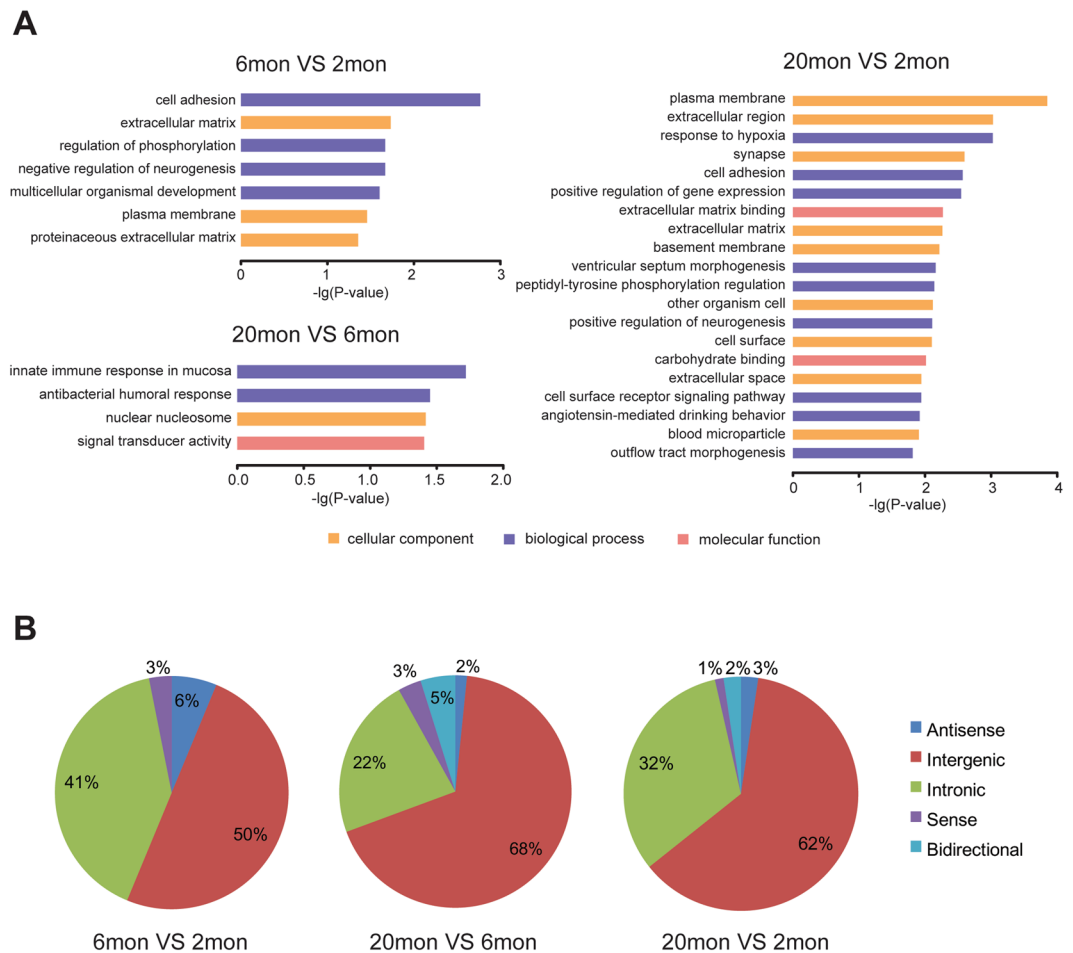 A
6mon VS 2mon
cell adhesion
extracellular matrix
regulation of phosphorylation
negative regulation of neurogenesis
multicellular organismal development
plasma membrane
proteinaceous extracellular matrix
0 1 2 3
-lg(P-value)
20mon VS 6mon
innate immune response in mucosa
antibacterial humoral response
nuclear nucleosome
signal transducer activity
0.0 0.5 1.0 1.5 2.0
-lg(P-value)
20mon VS 2mon
plasma membrane
extracellular region
response to hypoxia
synapse
cell adhesion
positive regulation of gene expression
extracellular matrix binding
extracellular matrix
basement membrane
ventricular septum morphogenesis
peptidyl-tyrosine phosphorylation regulation
other organism cell
positive regulation of neurogenesis
cell surface
carbohydrate binding
extracellular space
cell surface receptor signaling pathway
angiotensin-mediated drinking behavior
blood microparticle
outflow tract morphogenesis
0 1 2 3 4
-lg(P-value)
cellular component biological process molecular function
B
3%
6%
41%
50%
6mon VS 2mon
3% 2%
5%
22%
68%
20mon VS 6mon
1% 2% 3%
32%
62%
20mon VS 2mon
Antisense
Intergenic
Intronic
Sense
Bidirectional